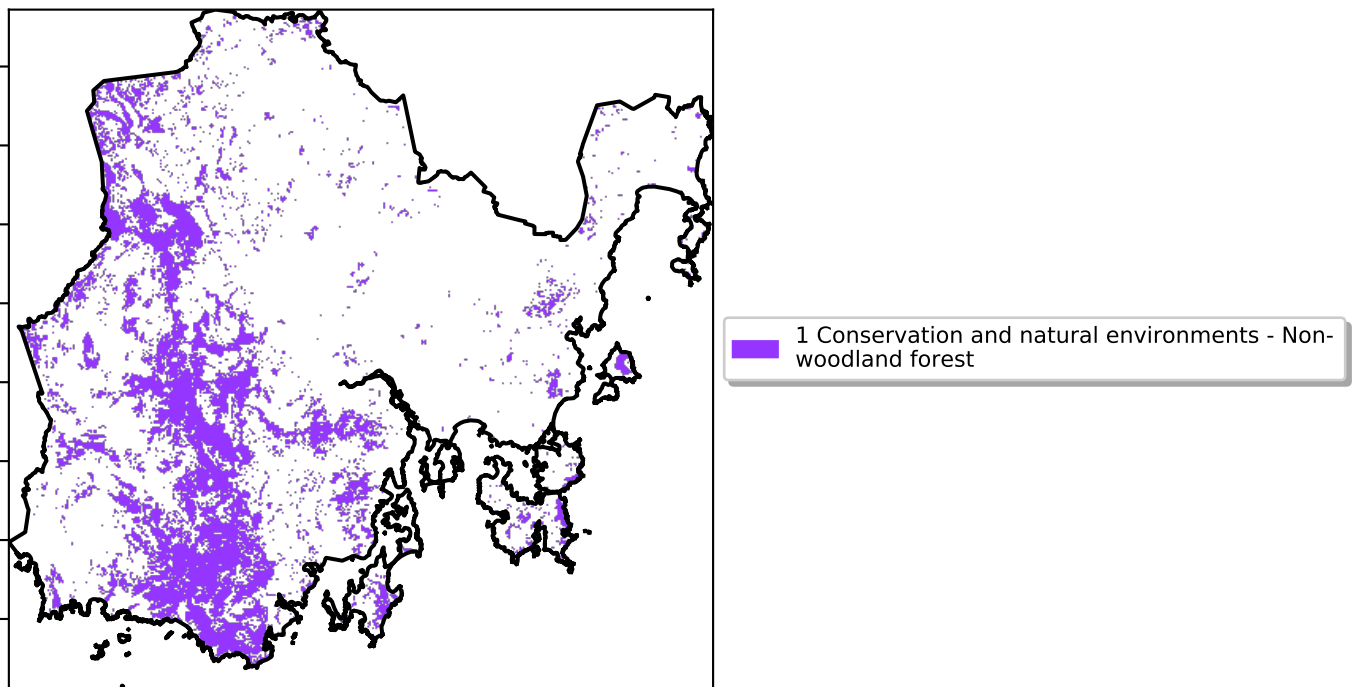 1 Conservation and natural environments - Non-
woodland forest